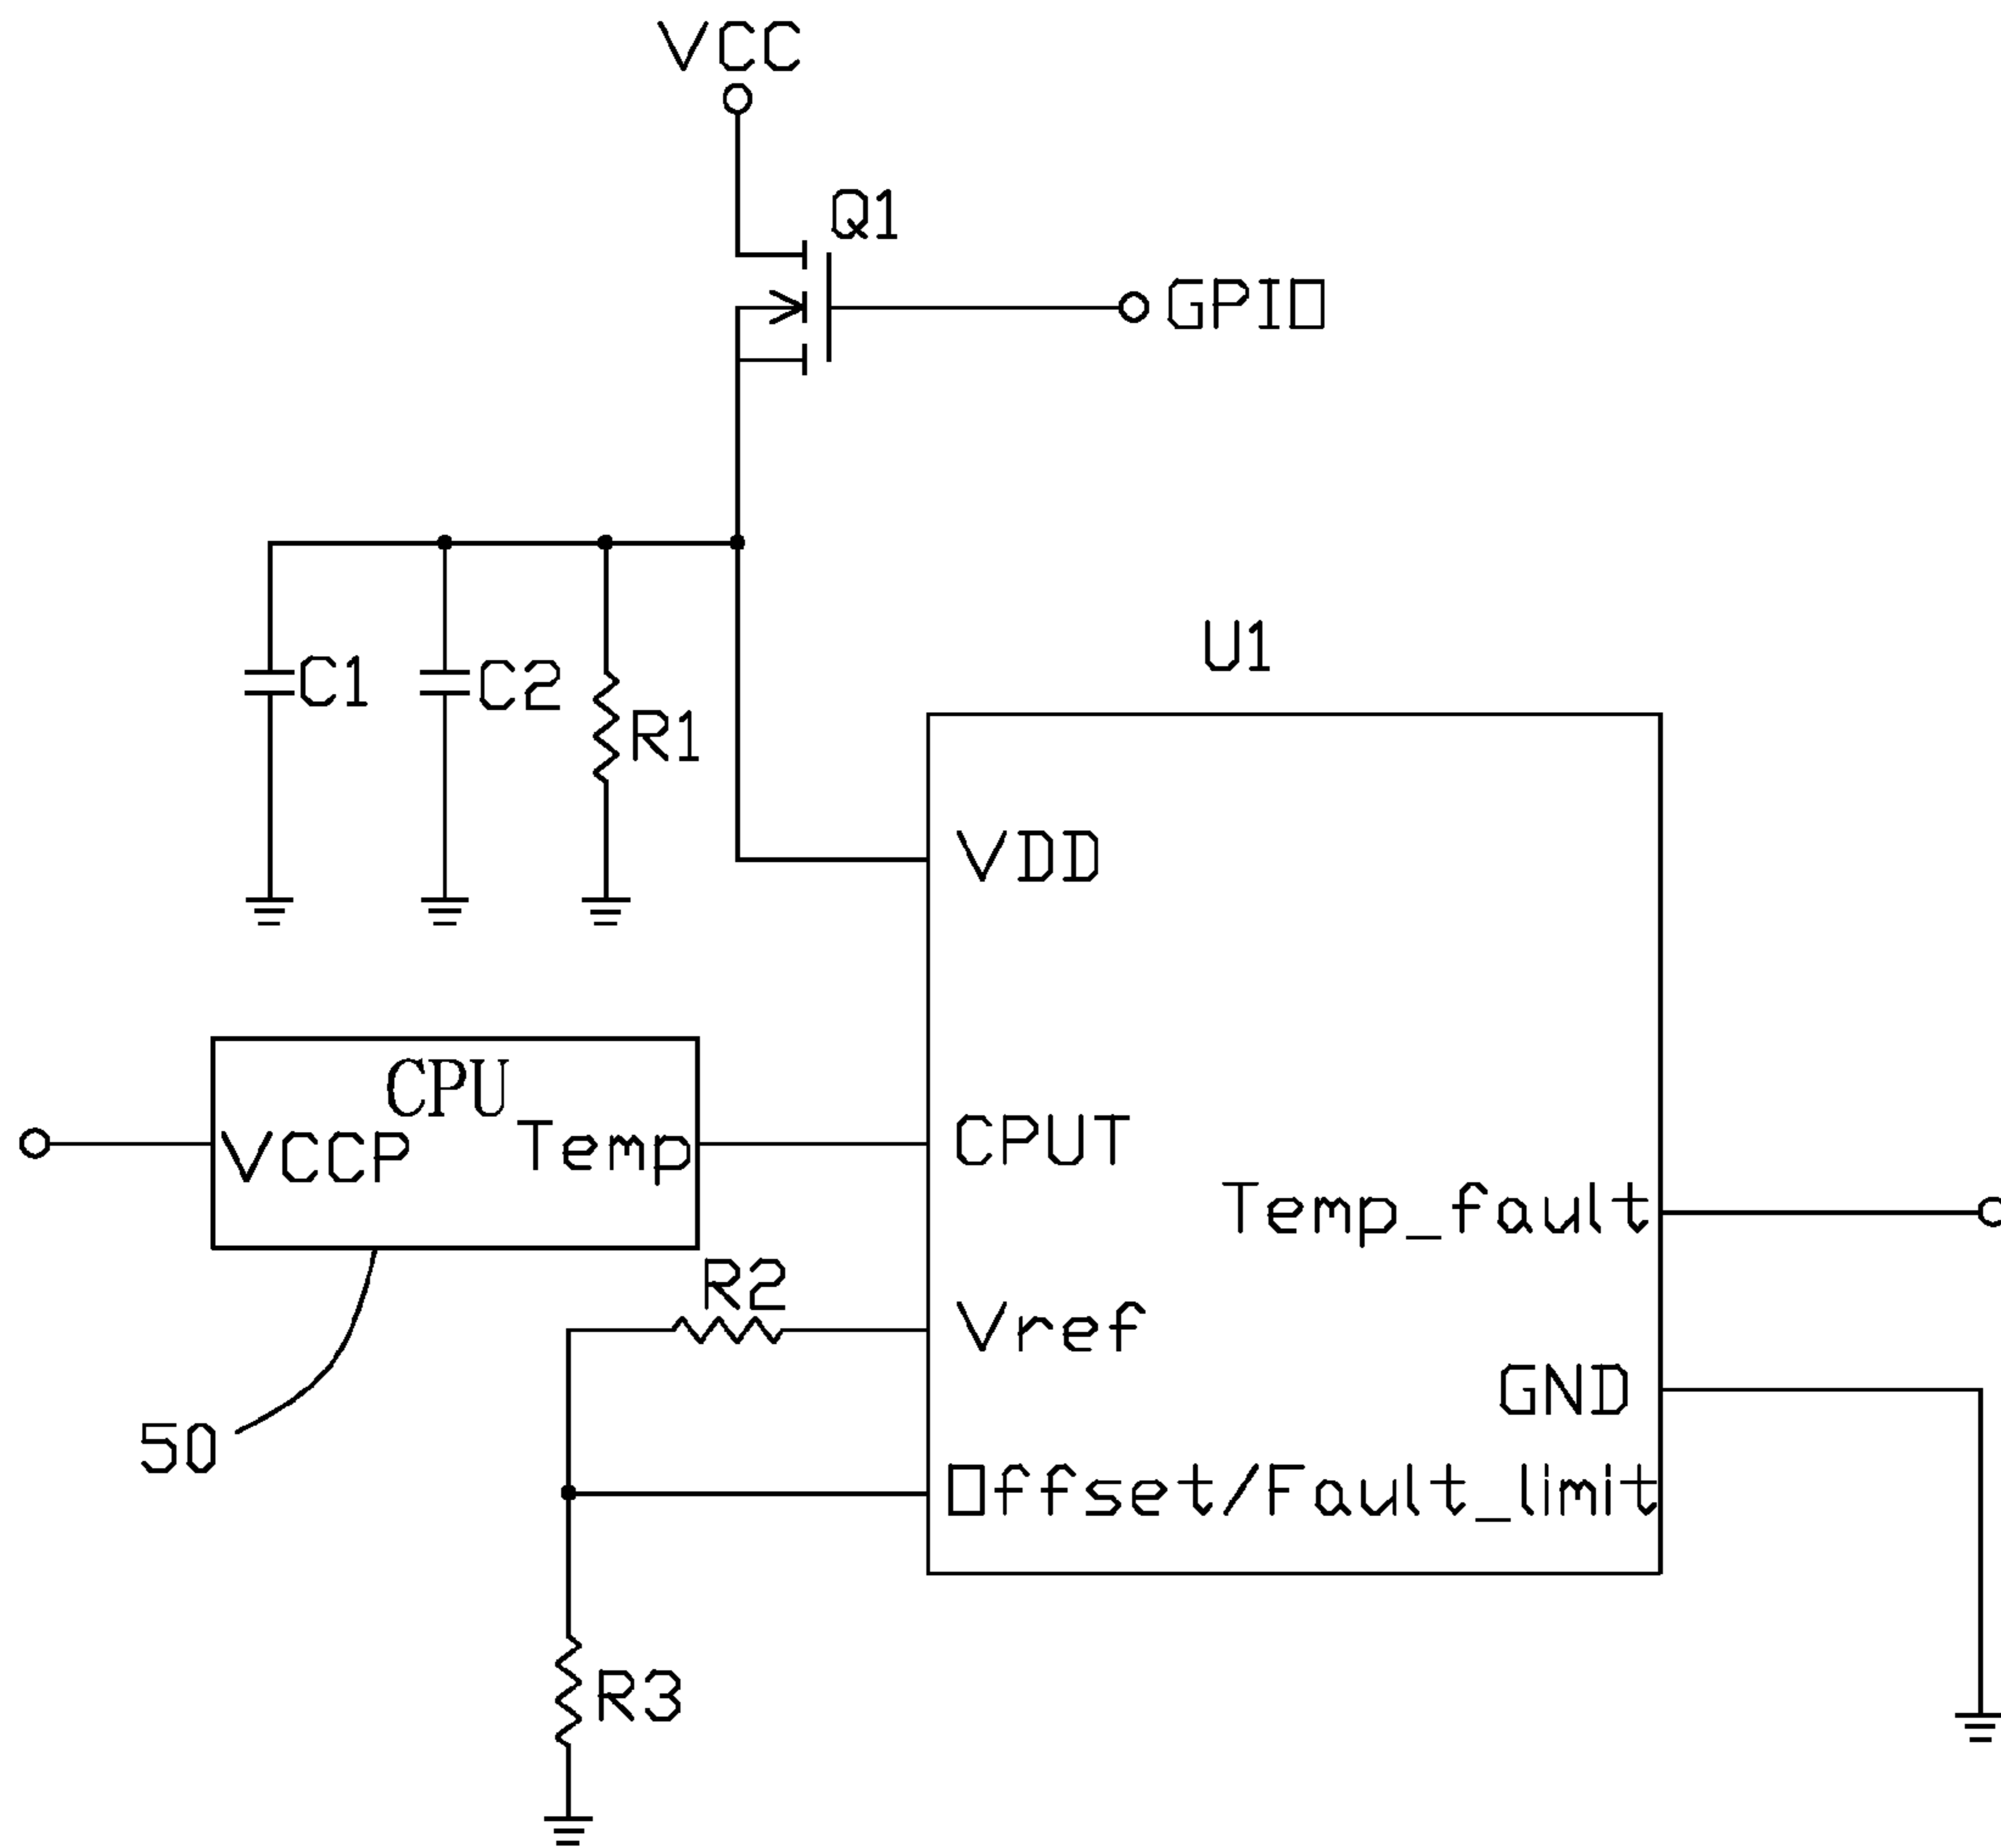 VCC
Q1
GPIO
C1
C2
R1
U1
VDD
CPU
VCCP
Temp
CPUT
Temp_fault
R2
Vref
GND
50
Offset/Fault_limit
R3